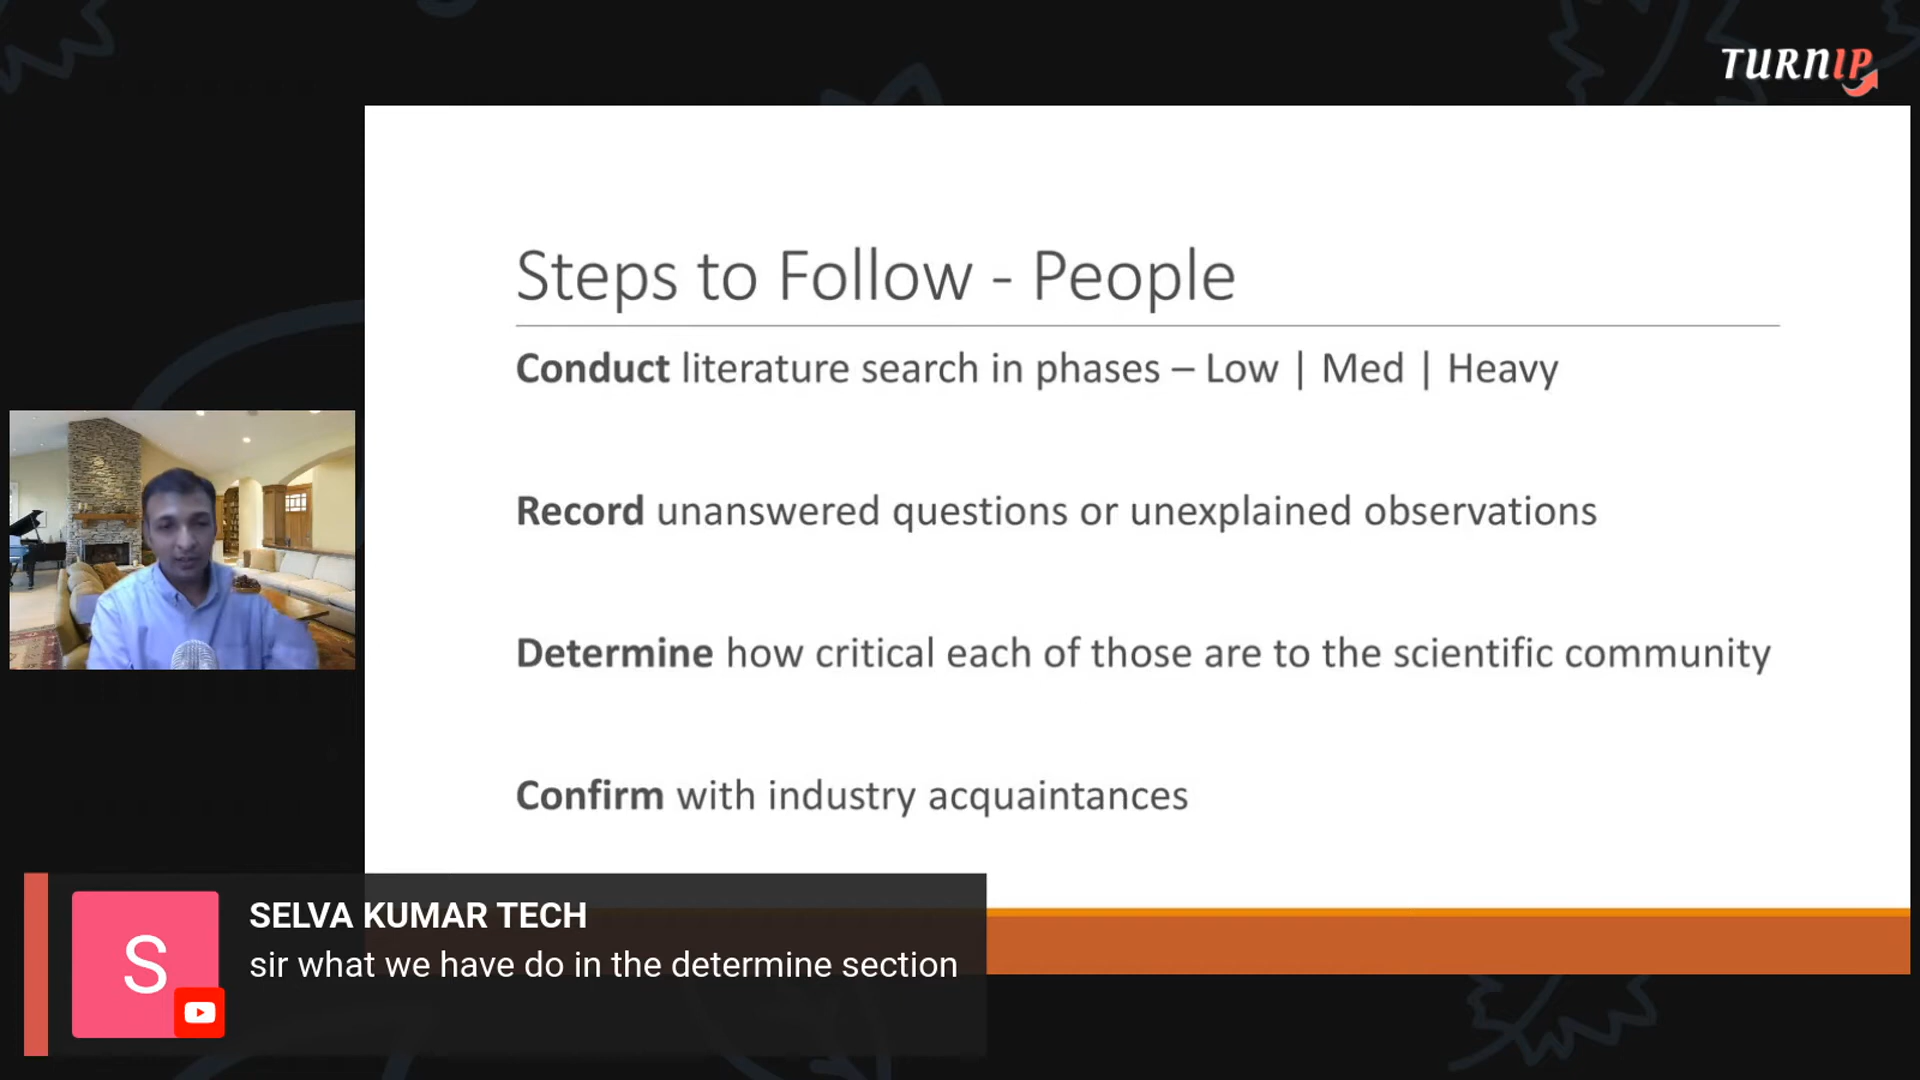 TURNIP
Steps to Follow - People
Conduct literature search in phases – Low | Med | Heavy
Record unanswered questions or unexplained observations
Determine how critical each of those are to the scientific community
Confirm with industry acquaintances
S
SELVA KUMAR TECH
sir what we have do in the determine section